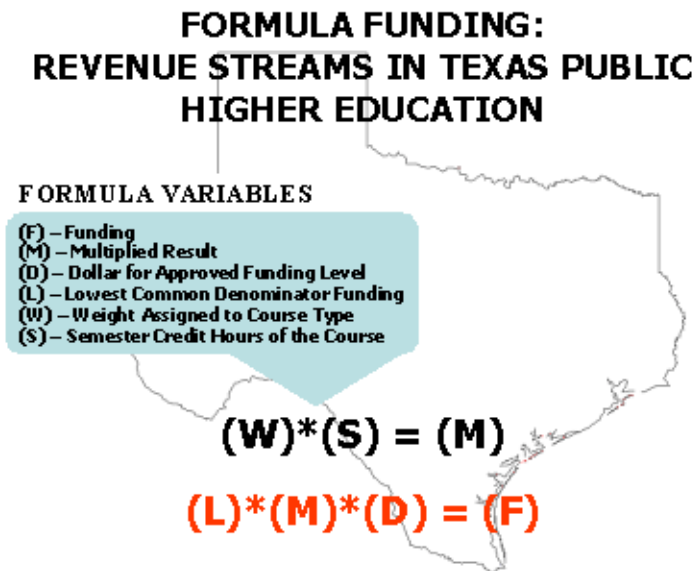 FORMULA FUNDING:
REVENUE STREAMS IN TEXAS PUBLIC
HIGHER EDUCATION
FORMULA VARIABLES
(F) – Funding
(M) – Multiplied Result
(D) – Dollar for Approved Funding Level
(L) – Lowest Common Denominator Funding
(W) – Weight Assigned to Course Type
(S) – Semester Credit Hours of the Course
(W)*(S) = (M)
(L)*(M)*(D) = (F)